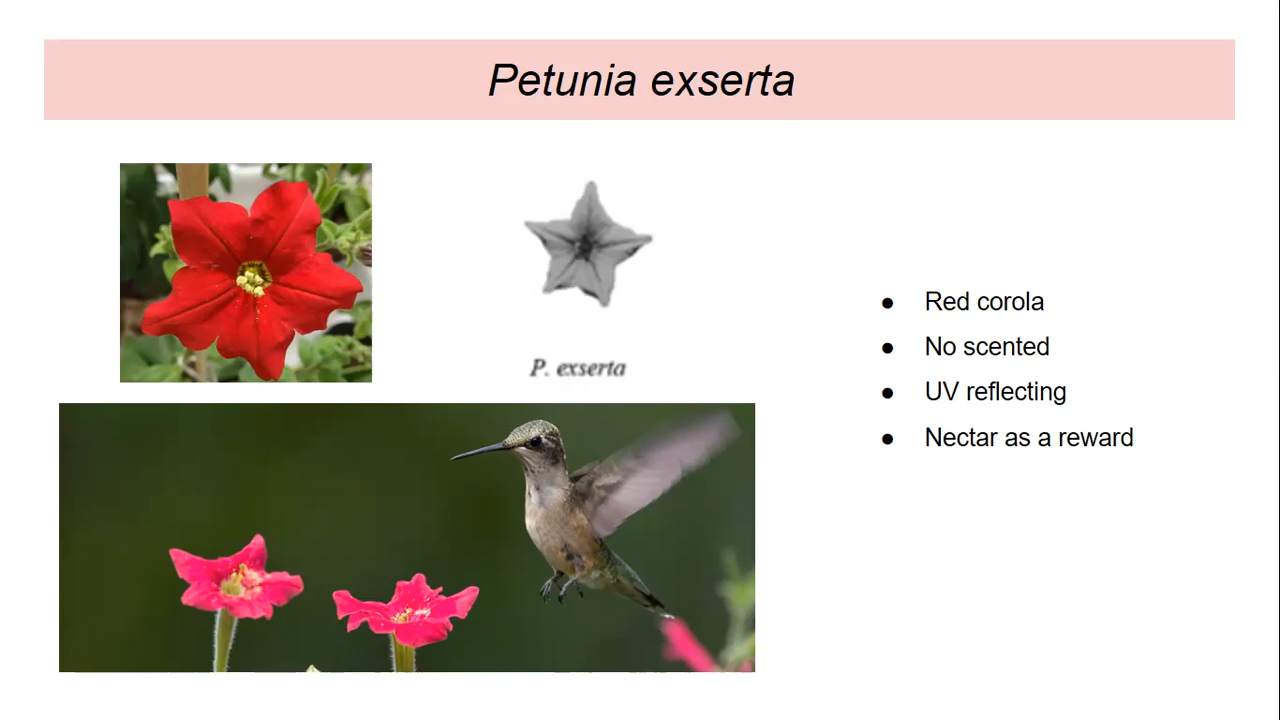 Petunia exserta
P. exserta
● Red corola
● No scented
● UV reflecting
● Nectar as a reward